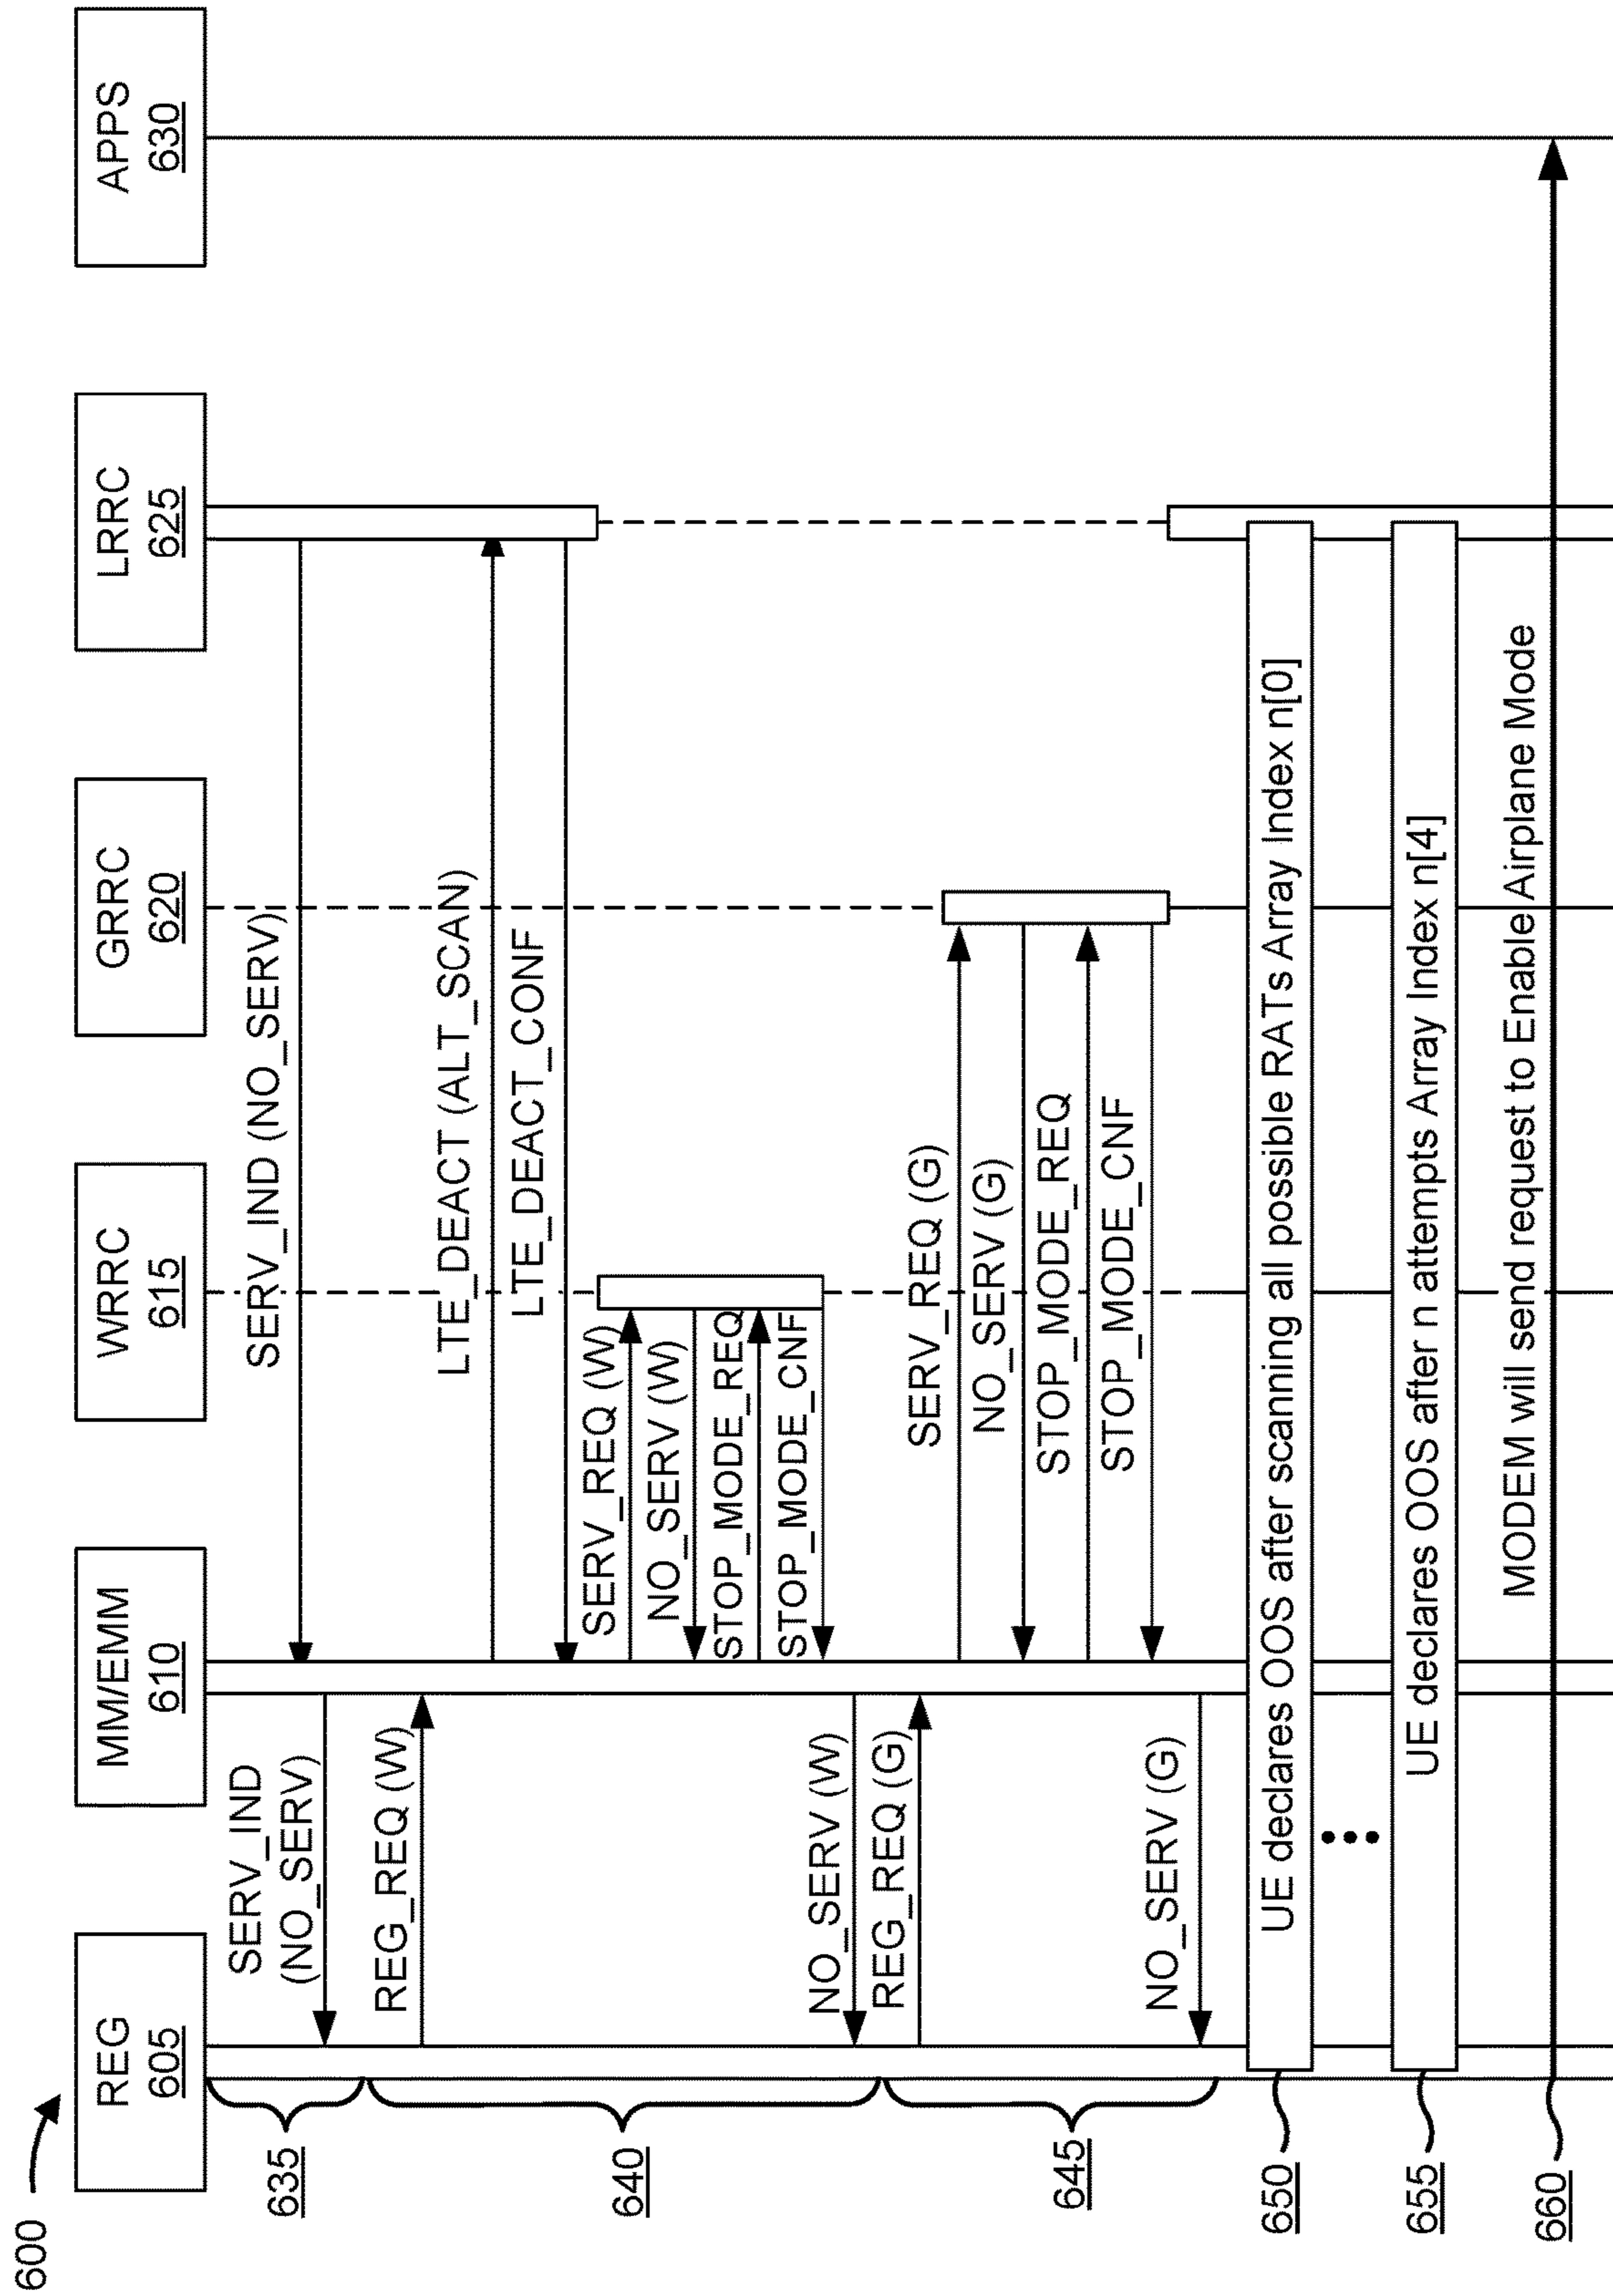 600
REG
605
MM/EMM
610
WRRC
615
GRRC
620
LRRC
625
APPS
630
635
SERV_IND (NO_SERV)
SERV_IND
(NO_SERV)
640
REG_REQ (W)
LTE_DEACT (ALT_SCAN)
LTE_DEACT_CONF
SERV_REQ (W)
NO_SERV (W)
STOP_MODE_REQ
STOP_MODE_CNF
NO_SERV (W)
645
REG_REQ (G)
SERV_REQ (G)
NO_SERV (G)
STOP_MODE_REQ
STOP_MODE_CNF
NO_SERV (G)
650
UE declares OOS after scanning all possible RATs Array Index n[0]
655
UE declares OOS after n attempts Array Index n[4]
660
MODEM will send request to Enable Airplane Mode